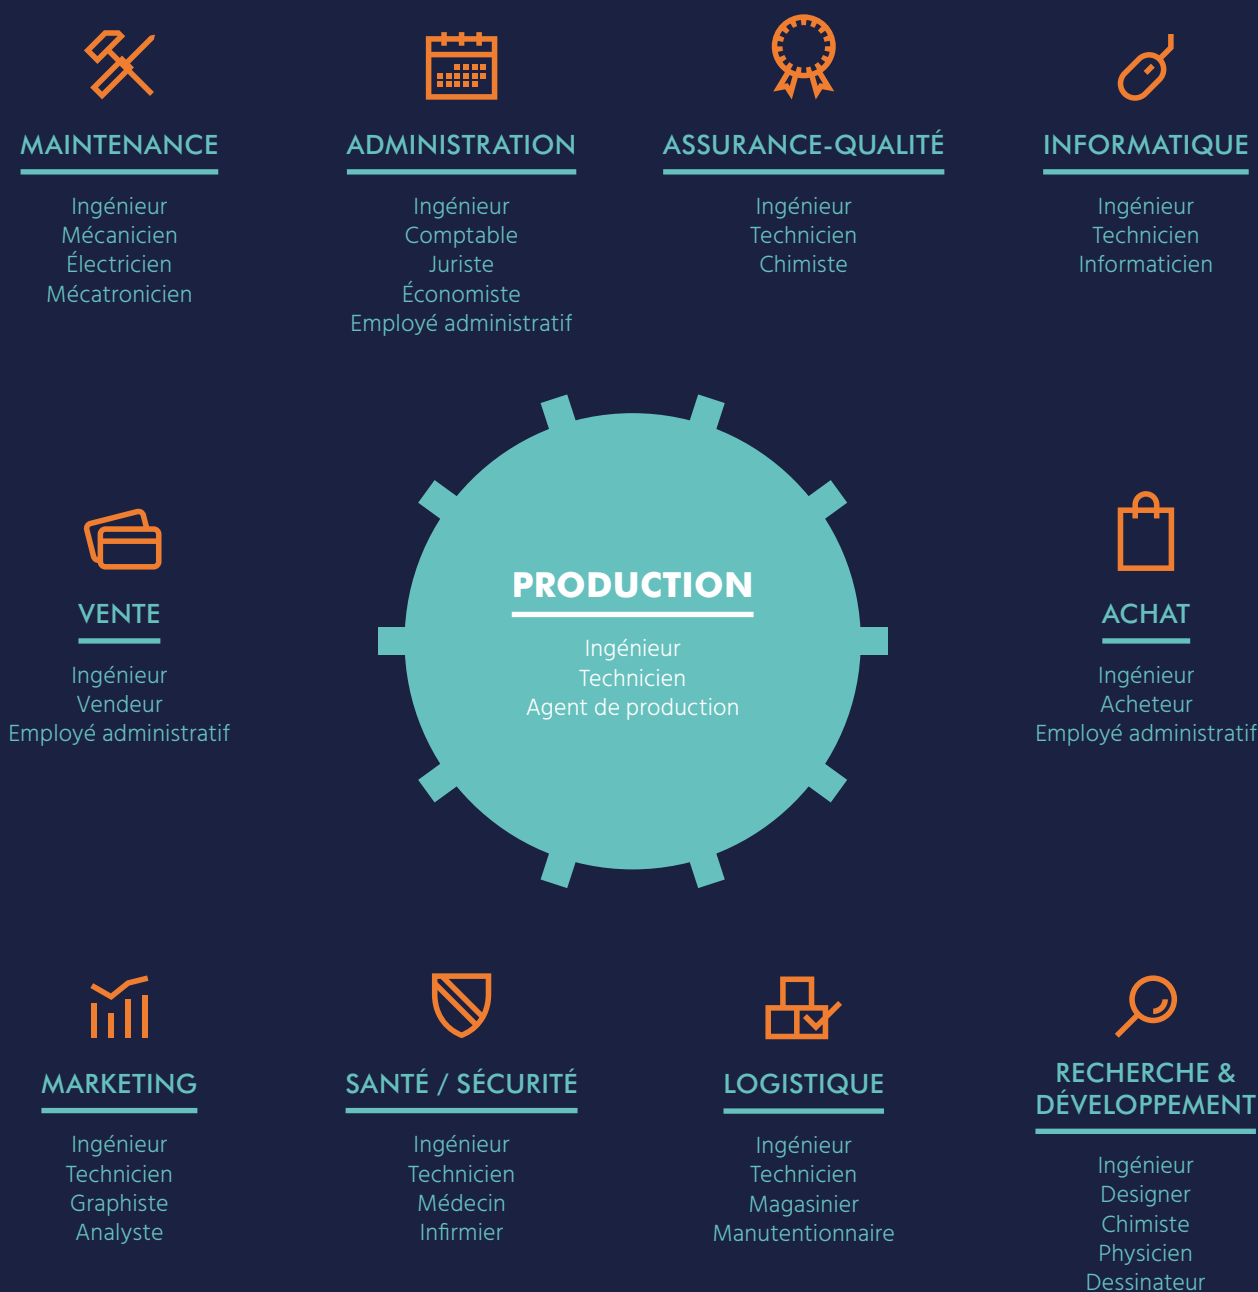 MAINTENANCE
Ingénieur
Mécanicien
Électricien
Mécatronicien
ADMINISTRATION
Ingénieur
Comptable
Juriste
Économiste
Employé administratif
ASSURANCE-QUALITÉ
Ingénieur
Technicien
Chimiste
INFORMATIQUE
Ingénieur
Technicien
Informaticien
VENTE
Ingénieur
Vendeur
Employé administratif
PRODUCTION
Ingénieur
Technicien
Agent de production
ACHAT
Ingénieur
Acheteur
Employé administratif
MARKETING
Ingénieur
Technicien
Graphiste
Analyste
SANTÉ / SÉCURITÉ
Ingénieur
Technicien
Médecin
Infirmier
LOGISTIQUE
Ingénieur
Technicien
Magasinier
Manutentionnaire
RECHERCHE &
DÉVELOPPEMENT
Ingénieur
Designer
Chimiste
Physicien
Dessinateur